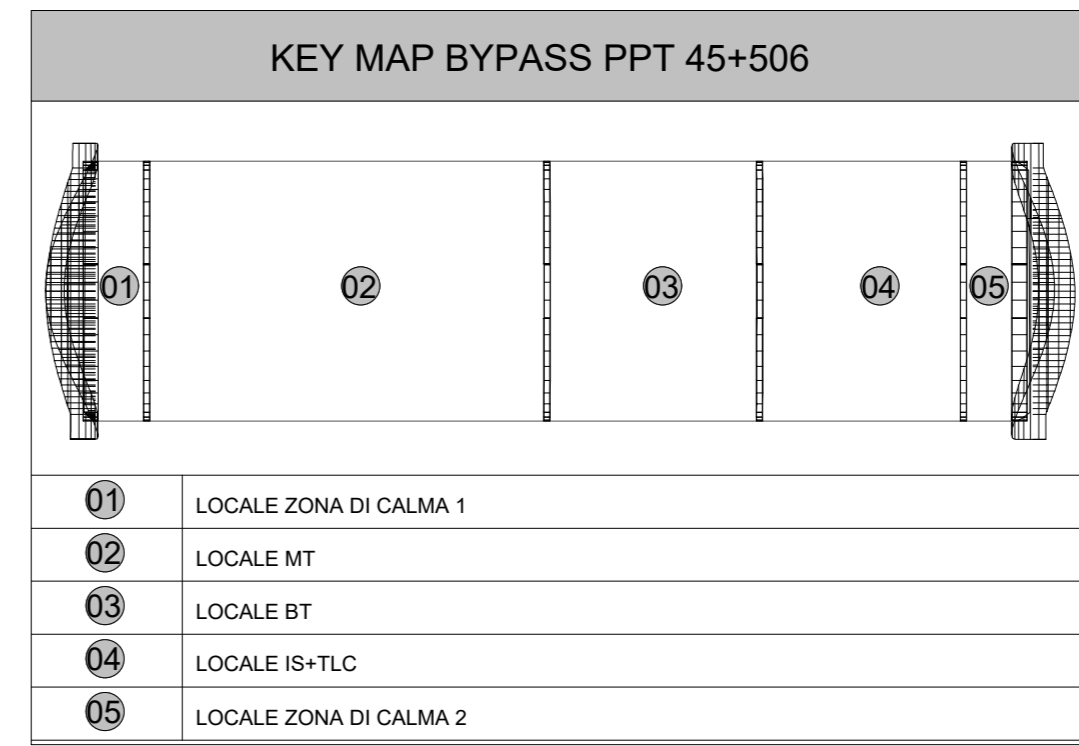 KEY MAP BYPASS PPT 45+506
01 02 03 04 05
01 LOCALE ZONA DI CALMA 1
02 LOCALE MT
03 LOCALE BT
04 LOCALE IS+TLC
05 LOCALE ZONA DI CALMA 2